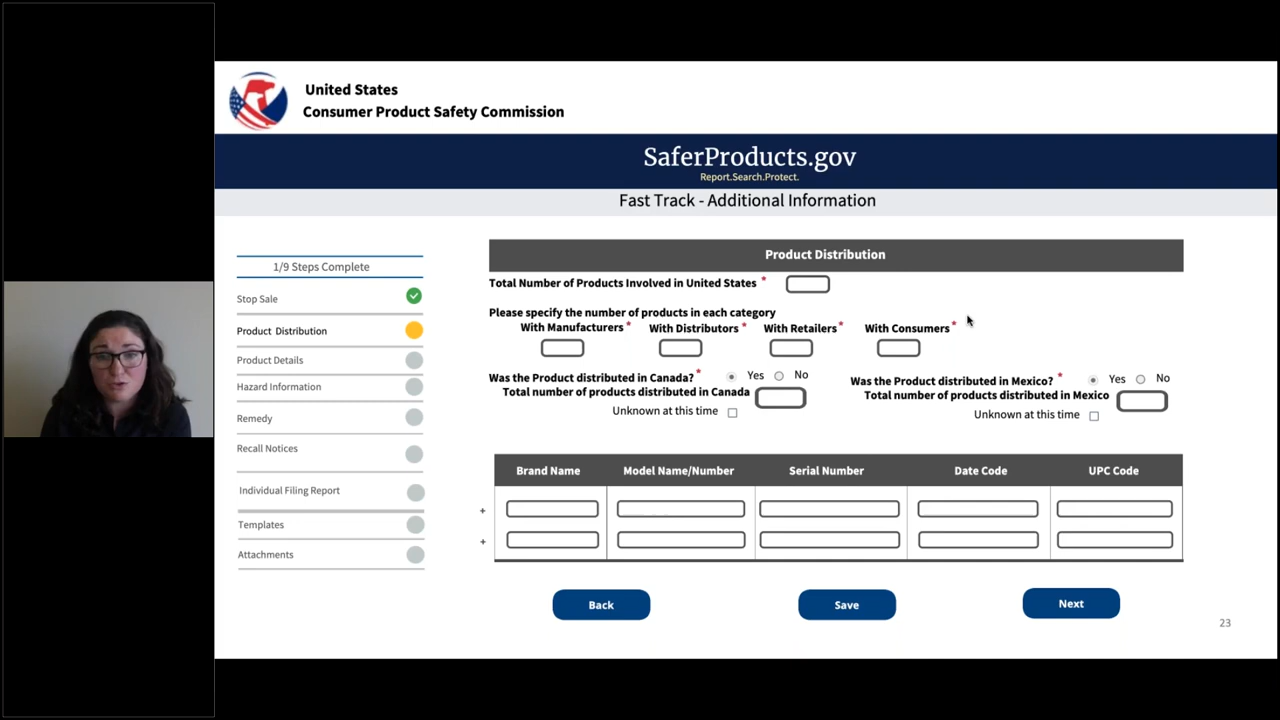 United States
Consumer Product Safety Commission
SaferProducts.gov
Report.Search.Protect.
Fast Track - Additional Information
1/9 Steps Complete
Stop Sale
Product Distribution
Product Details
Hazard Information
Remedy
Recall Notices
Individual Filing Report
Templates
Attachments
Product Distribution
Total Number of Products Involved in United States *
Please specify the number of products in each category
With Manufacturers * With Distributors * With Retailers * With Consumers *
Was the Product distributed in Canada? * Yes No
Total number of products distributed in Canada
Unknown at this time
Was the Product distributed in Mexico? * Yes No
Total number of products distributed in Mexico
Unknown at this time
Brand Name Model Name/Number Serial Number Date Code UPC Code
+
+
Back Save Next
23